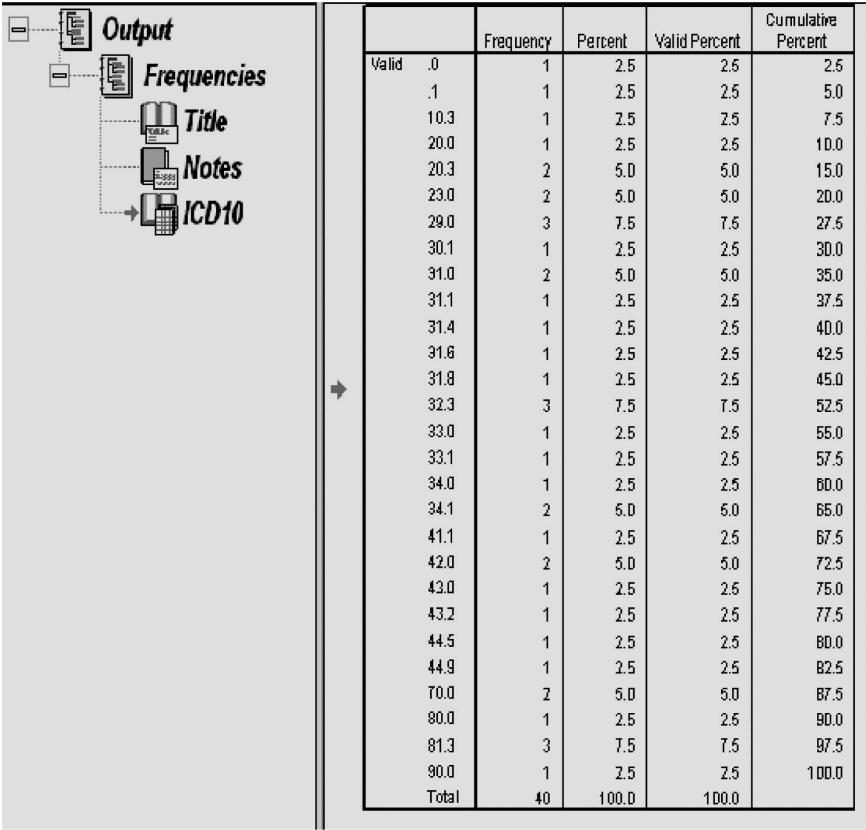 Output
Frequencies
Title
Notes
ICD10
Frequency Percent Valid Percent Cumulative Percent
Valid .0 1 2.5 2.5 2.5
.1 1 2.5 2.5 5.0
10.3 1 2.5 2.5 7.5
20.0 1 2.5 2.5 10.0
20.3 2 5.0 5.0 15.0
23.0 2 5.0 5.0 20.0
29.0 3 7.5 7.5 27.5
30.1 1 2.5 2.5 30.0
31.0 2 5.0 5.0 35.0
31.1 1 2.5 2.5 37.5
31.4 1 2.5 2.5 40.0
31.6 1 2.5 2.5 42.5
31.8 1 2.5 2.5 45.0
32.3 3 7.5 7.5 52.5
33.0 1 2.5 2.5 55.0
33.1 1 2.5 2.5 57.5
34.0 1 2.5 2.5 60.0
34.1 2 5.0 5.0 65.0
41.1 1 2.5 2.5 67.5
42.0 2 5.0 5.0 72.5
43.0 1 2.5 2.5 75.0
43.2 1 2.5 2.5 77.5
44.5 1 2.5 2.5 80.0
44.9 1 2.5 2.5 82.5
70.0 2 5.0 5.0 87.5
80.0 1 2.5 2.5 90.0
81.3 3 7.5 7.5 97.5
90.0 1 2.5 2.5 100.0
Total 40 100.0 100.0